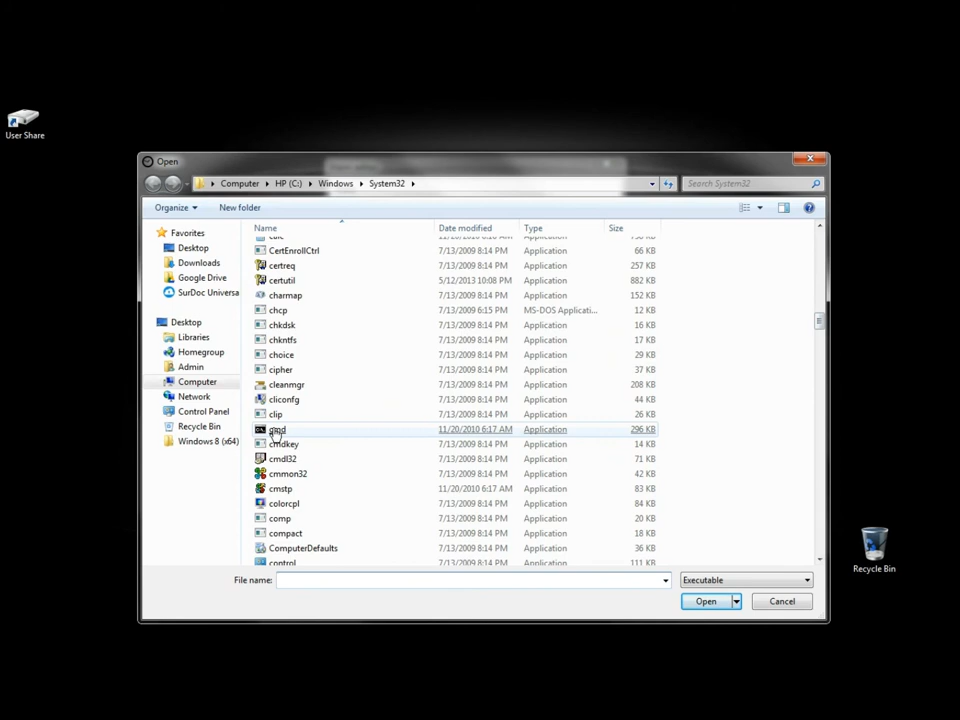 User Share
Open
Computer HP (C:) Windows System32 Search System32
Organize New folder
Name Date modified Type Size
Favorites
Desktop
Downloads
Google Drive
SurDoc Universa
Desktop
Libraries
Homegroup
Admin
Computer
Network
Control Panel
Recycle Bin
Windows 8 (x64)
CertEnrollCtrl 7/13/2009 8:14 PM Application 66 KB
certreq 7/13/2009 8:14 PM Application 257 KB
certutil 5/12/2013 10:08 PM Application 882 KB
charmap 7/13/2009 8:14 PM Application 152 KB
chcp 7/13/2009 6:15 PM MS-DOS Applicati... 12 KB
chkdsk 7/13/2009 8:14 PM Application 16 KB
chkntfs 7/13/2009 8:14 PM Application 17 KB
choice 7/13/2009 8:14 PM Application 29 KB
cipher 7/13/2009 8:14 PM Application 37 KB
cleanmgr 7/13/2009 8:14 PM Application 208 KB
cliconfg 7/13/2009 8:14 PM Application 44 KB
clip 7/13/2009 8:14 PM Application 26 KB
cmd 11/20/2010 6:17 AM Application 296 KB
cmdkey 7/13/2009 8:14 PM Application 14 KB
cmdl32 7/13/2009 8:14 PM Application 71 KB
cmmon32 7/13/2009 8:14 PM Application 42 KB
cmstp 11/20/2010 6:17 AM Application 83 KB
colorcpl 7/13/2009 8:14 PM Application 84 KB
comp 7/13/2009 8:14 PM Application 20 KB
compact 7/13/2009 8:14 PM Application 18 KB
ComputerDefaults 7/13/2009 8:14 PM Application 36 KB
control 7/13/2009 8:14 PM Application 111 KB
File name: Executable
Open Cancel
Recycle Bin